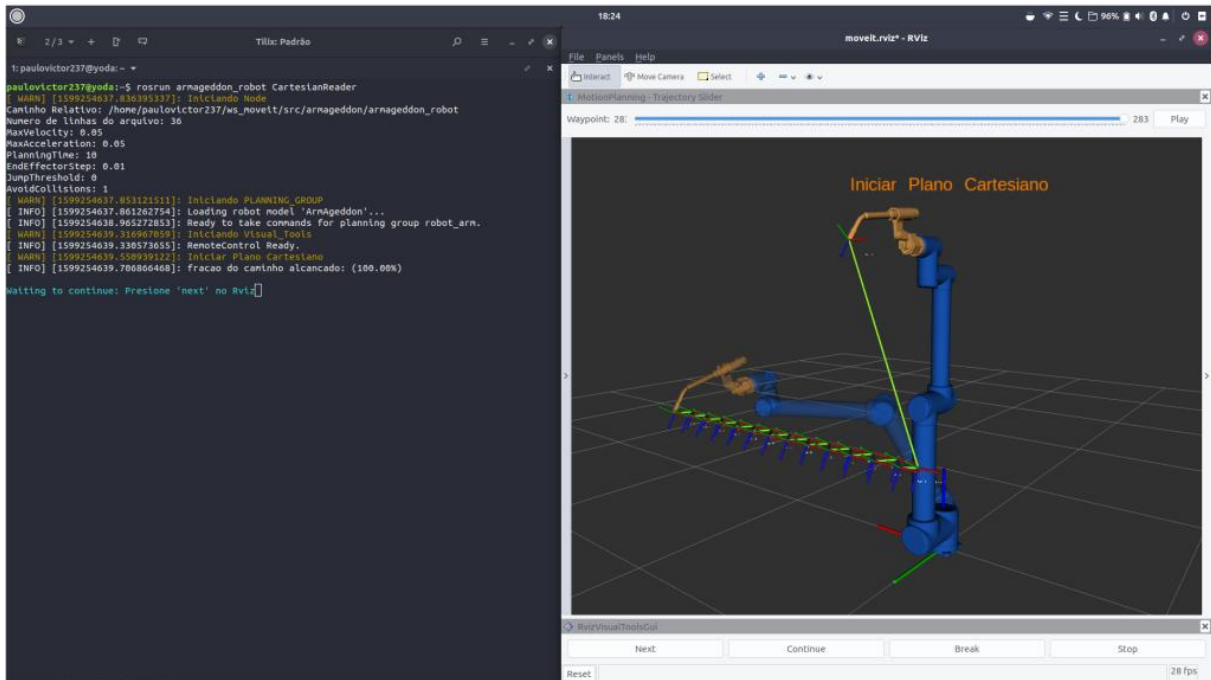 18:24
96%
2/3
Tilix: Padrão
1: paulovictor237@yoda: ~
paulovictor237@yoda:~$ rosrun armageddon_robot CartesianReader
[ WARN] [1599254637.836395337]: Iniciando Node
Caminho Relativo: /home/paulovictor237/ws_moveit/src/armageddon/armageddon_robot
Numero de linhas do arquivo: 36
MaxVelocity: 0.05
MaxAcceleration: 0.05
PlanningTime: 10
EndEffectorStep: 0.01
JumpThreshold: 0
AvoidCollisions: 1
[ WARN] [1599254637.853121511]: Iniciando PLANNING_GROUP
[ INFO] [1599254637.861262754]: Loading robot model 'ArmAgeddon'...
[ INFO] [1599254638.965272853]: Ready to take commands for planning group robot_arm.
[ WARN] [1599254639.316967059]: Iniciando Visual_Tools
[ INFO] [1599254639.330573655]: RemoteControl Ready.
[ WARN] [1599254639.550939122]: Iniciar Plano Cartesiano
[ INFO] [1599254639.706866468]: fracao do caminho alcancado: (100.00%)
Waiting to continue: Presione 'next' no Rviz
moveit.rviz* - RViz
File Panels Help
Interact Move Camera Select
MotionPlanning - Trajectory Slider
Waypoint: 283 Play
Iniciar Plano Cartesiano
RvizVisualToolsGui
Next Continue Break Stop
Reset 28 fps